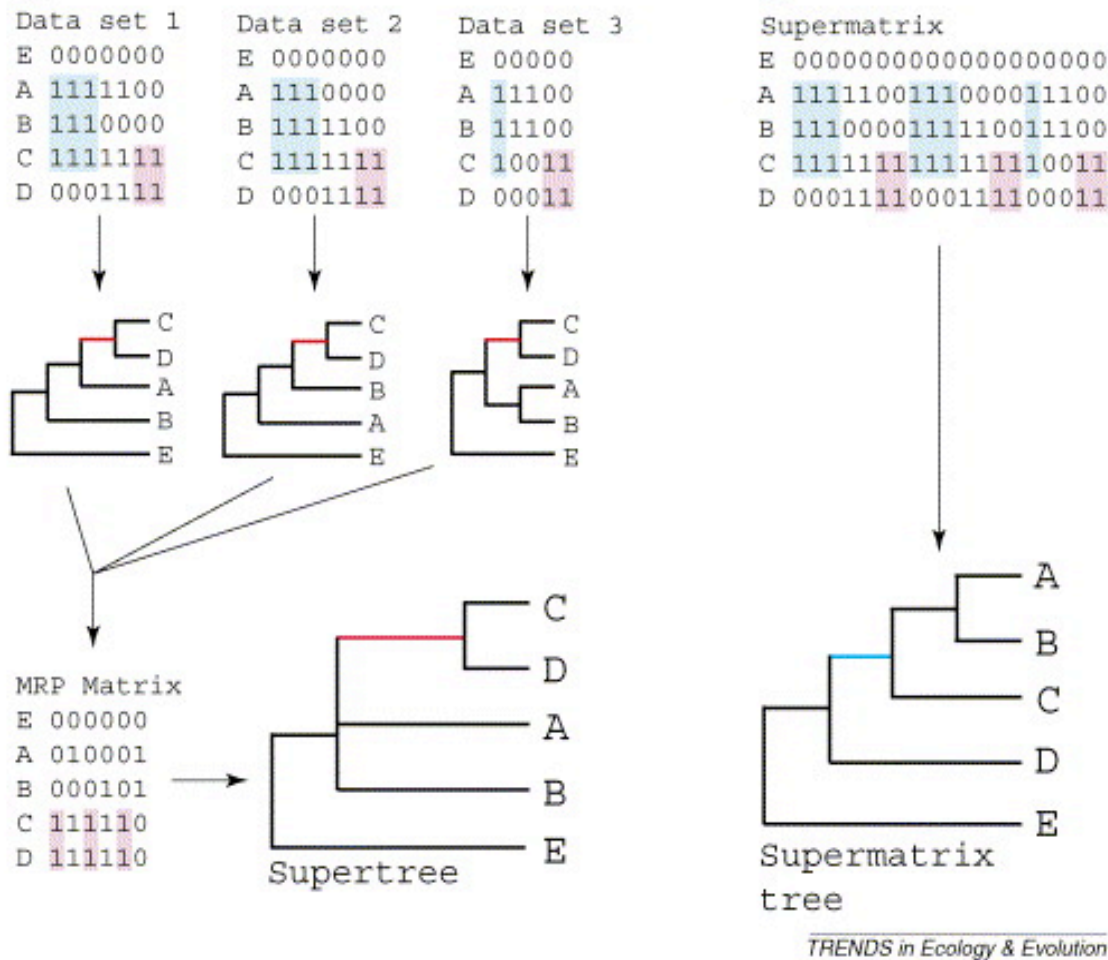 Data set 1
E 0000000
A 1111100
B 1110000
C 1111111
D 0001111
Data set 2
E 0000000
A 1110000
B 1111100
C 1111111
D 0001111
Data set 3
E 00000
A 11100
B 11100
C 10011
D 00011
Supermatrix
E 0000000000000000000
A 1111100111000011100
B 1110000111110011100
C 1111111111111110011
D 0001111000111100011
C
D
A
B
E
C
D
B
A
E
C
D
A
B
E
MRP Matrix
E 000000
A 010001
B 000101
C 111110
D 111110
C
D
A
B
E
Supertree
A
B
C
D
E
Supermatrix
tree
TRENDS in Ecology & Evolution